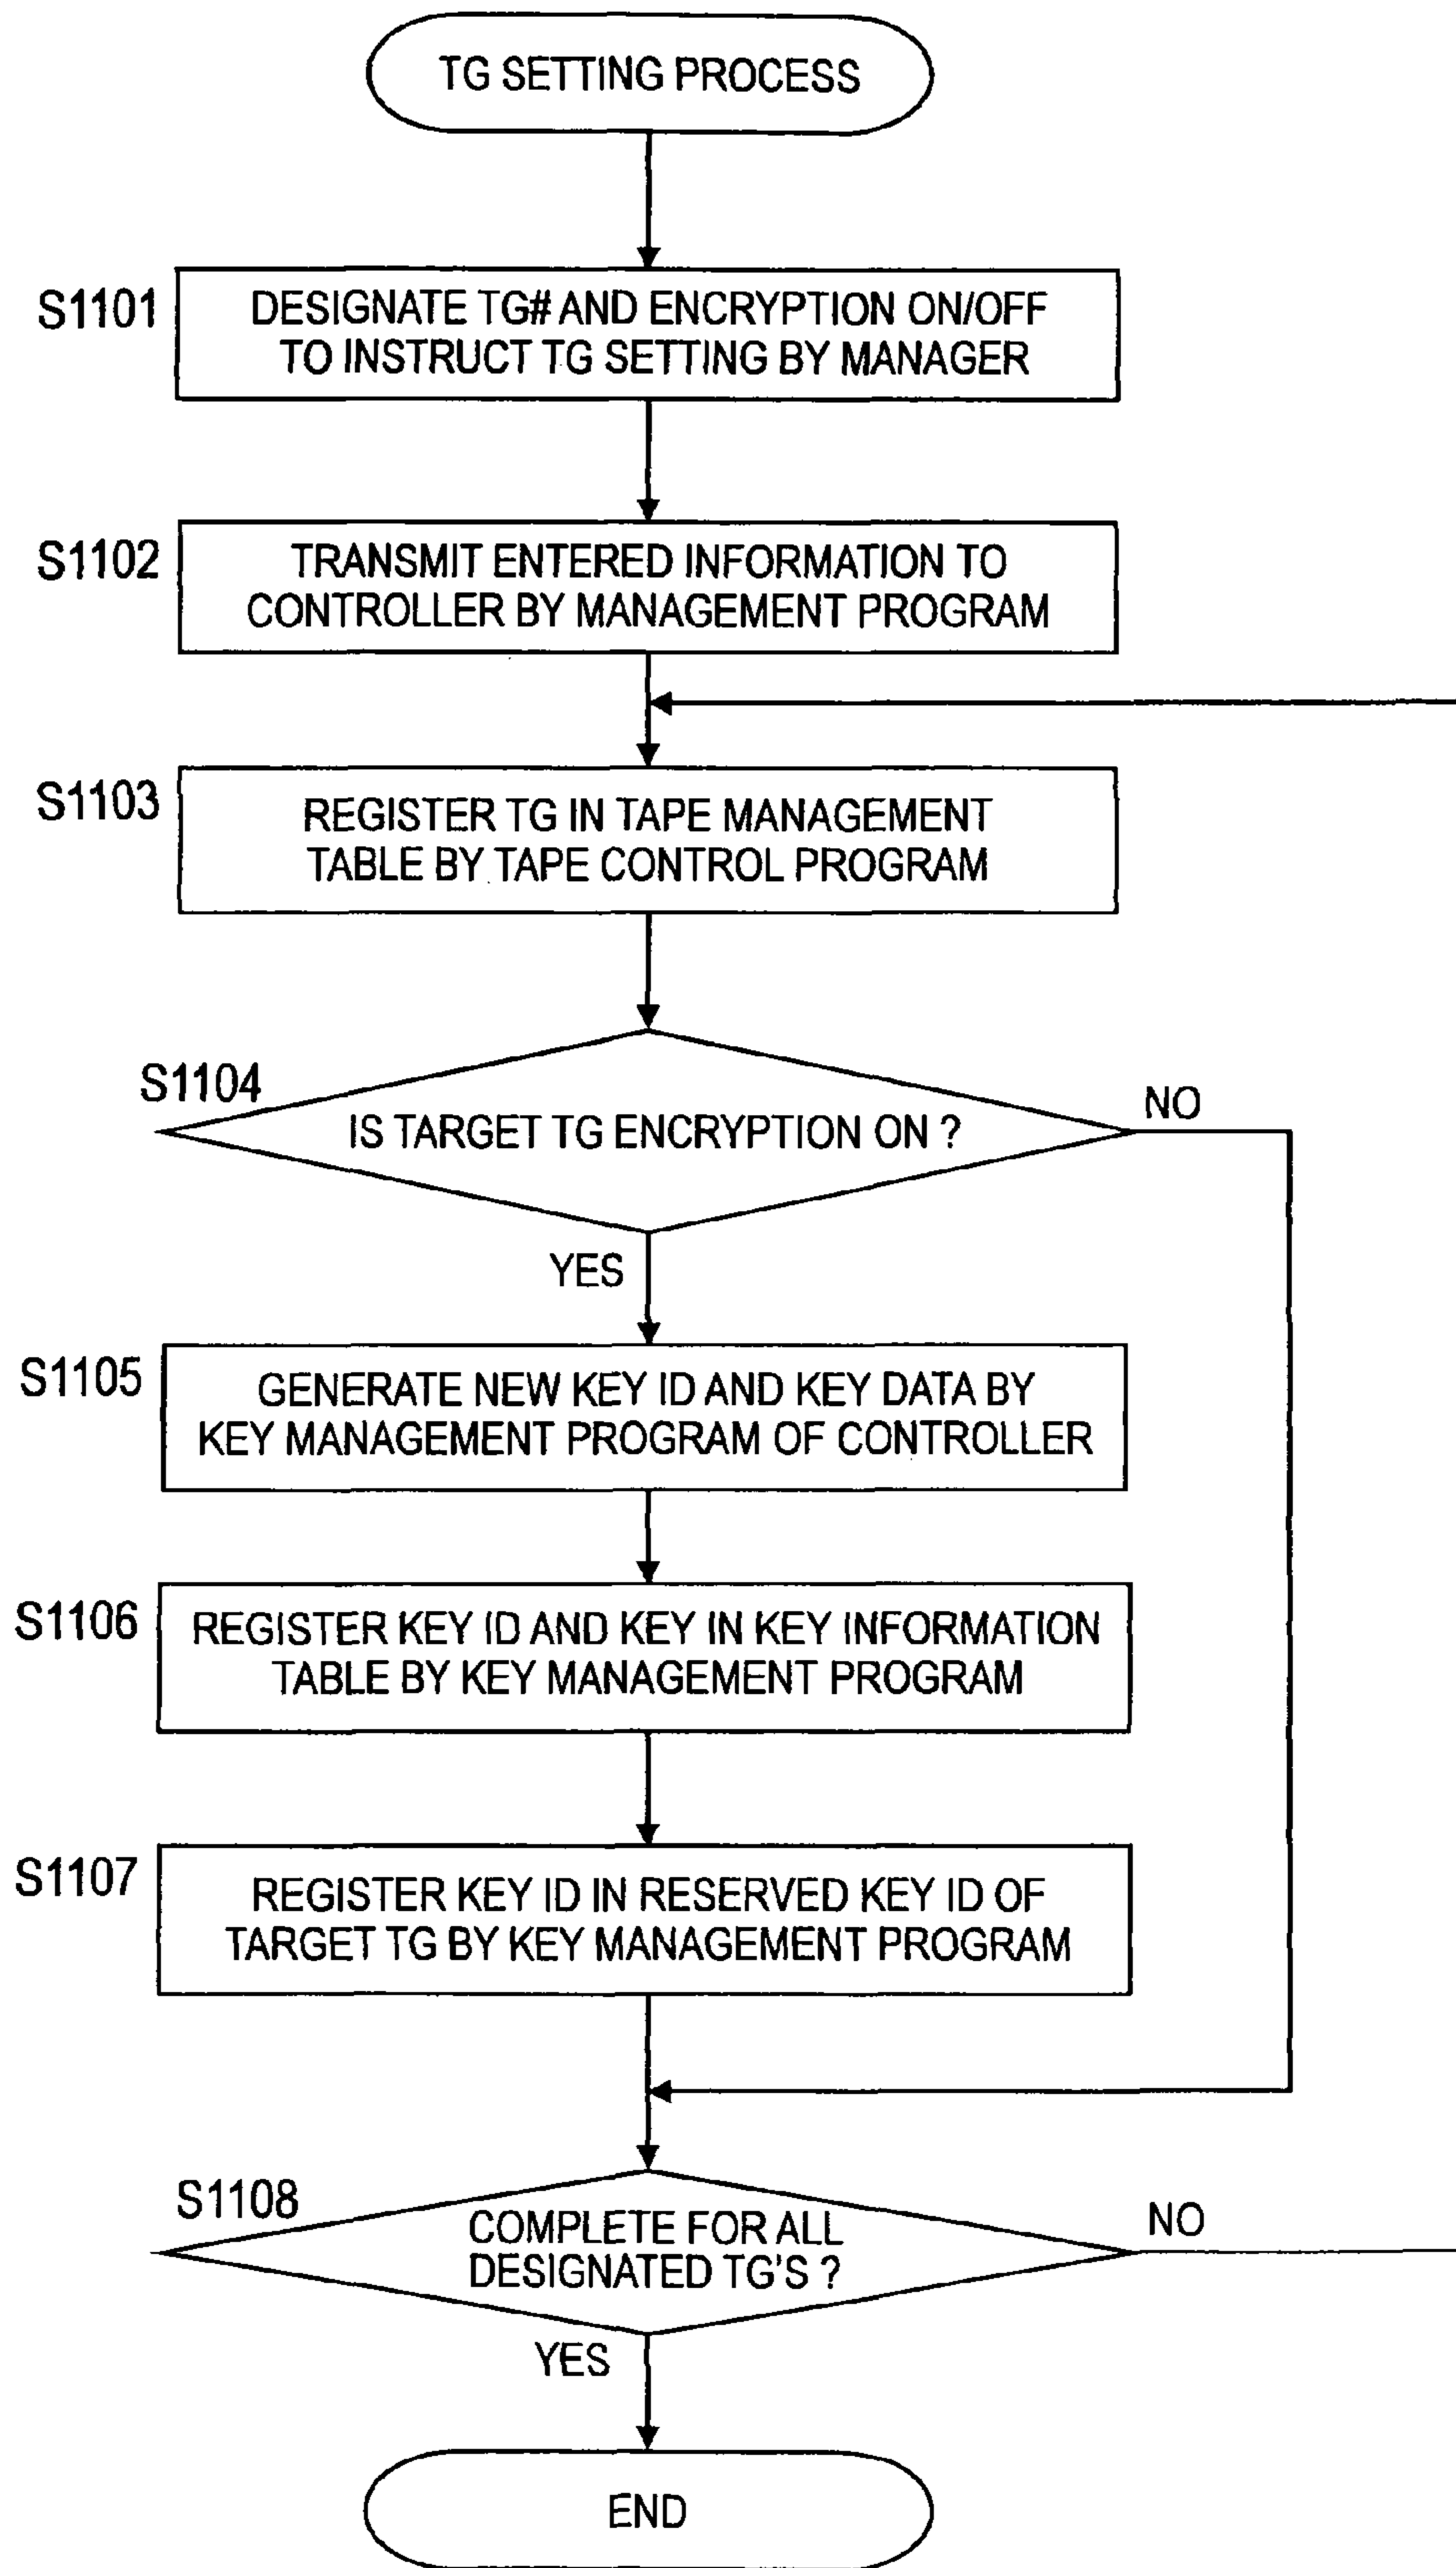 TG SETTING PROCESS
S1101
DESIGNATE TG# AND ENCRYPTION ON/OFF
TO INSTRUCT TG SETTING BY MANAGER
S1102
TRANSMIT ENTERED INFORMATION TO
CONTROLLER BY MANAGEMENT PROGRAM
S1103
REGISTER TG IN TAPE MANAGEMENT
TABLE BY TAPE CONTROL PROGRAM
S1104
IS TARGET TG ENCRYPTION ON ?
NO
YES
S1105
GENERATE NEW KEY ID AND KEY DATA BY
KEY MANAGEMENT PROGRAM OF CONTROLLER
S1106
REGISTER KEY ID AND KEY IN KEY INFORMATION
TABLE BY KEY MANAGEMENT PROGRAM
S1107
REGISTER KEY ID IN RESERVED KEY ID OF
TARGET TG BY KEY MANAGEMENT PROGRAM
S1108
COMPLETE FOR ALL
DESIGNATED TG'S ?
NO
YES
END